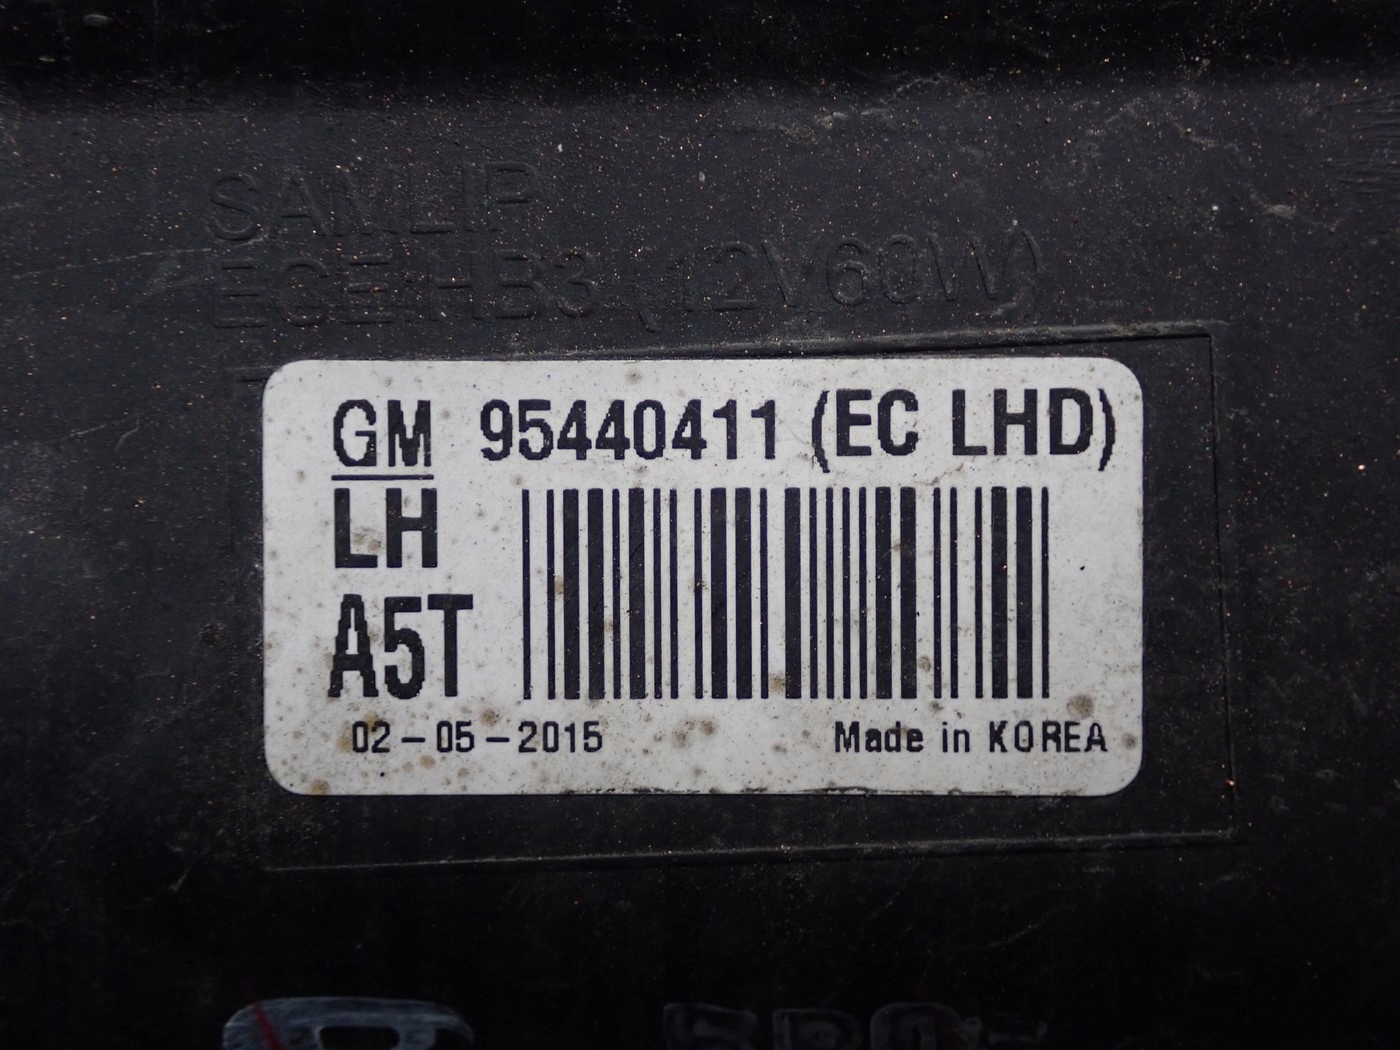 SAMLIP
ECE:HB3 (12V60W)
GM 95440411 (EC LHD)
LH
A5T
02-05-2015 Made in KOREA